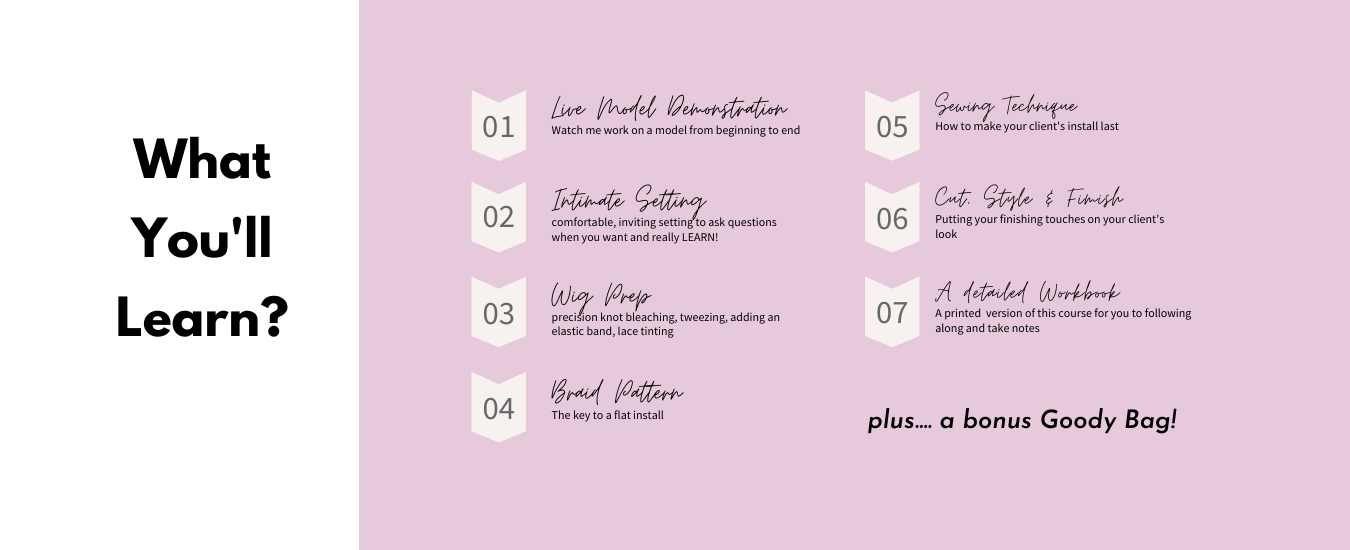 What
You'll
Learn?
01
Live Model Demonstration
Watch me work on a model from beginning to end
02
Intimate Setting
comfortable, inviting setting to ask questions
when you want and really LEARN!
03
Wig Prep
precision knot bleaching, tweezing, adding an
elastic band, lace tinting
04
Braid Pattern
The key to a flat install
05
Sewing Technique
How to make your client's install last
06
Cut. Style & Finish
Putting your finishing touches on your client's
look
07
A detailed Workbook
A printed version of this course for you to following
along and take notes
plus.... a bonus Goody Bag!